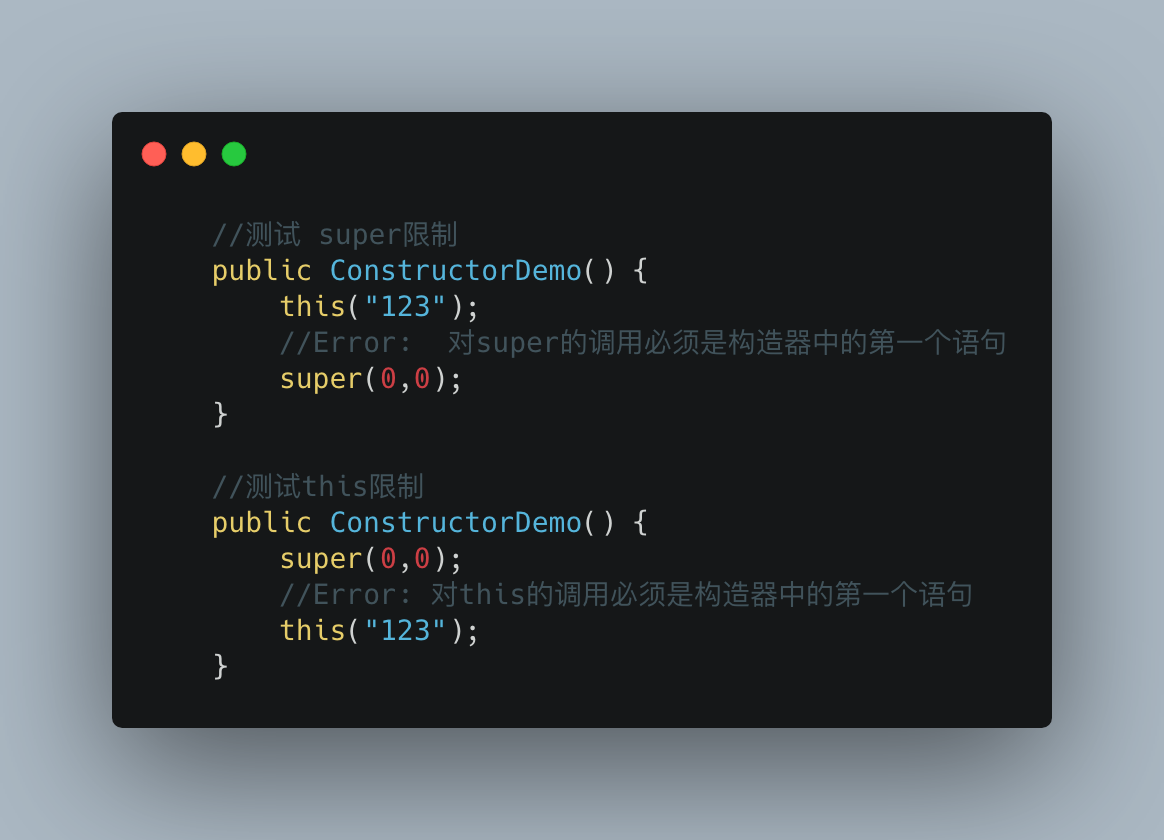 //测试 super限制
public ConstructorDemo() {
this("123");
//Error:  对super的调用必须是构造器中的第一个语句
super(0,0);
}
//测试this限制
public ConstructorDemo() {
super(0,0);
//Error: 对this的调用必须是构造器中的第一个语句
this("123");
}